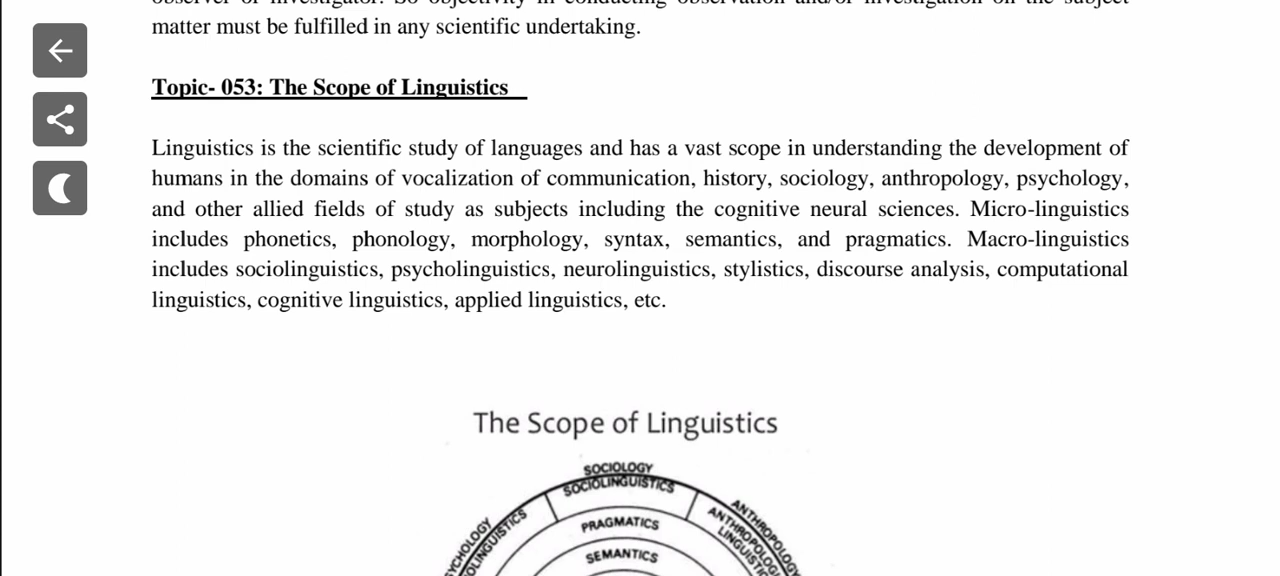 matter must be fulfilled in any scientific undertaking.
Topic- 053: The Scope of Linguistics
Linguistics is the scientific study of languages and has a vast scope in understanding the development of
humans in the domains of vocalization of communication, history, sociology, anthropology, psychology,
and other allied fields of study as subjects including the cognitive neural sciences. Micro-linguistics
includes phonetics, phonology, morphology, syntax, semantics, and pragmatics. Macro-linguistics
includes sociolinguistics, psycholinguistics, neurolinguistics, stylistics, discourse analysis, computational
linguistics, cognitive linguistics, applied linguistics, etc.
The Scope of Linguistics
SOCIOLOGY
SOCIOLINGUISTICS
ANTHROPOLOGY
PRAGMATICS
SEMANTICS